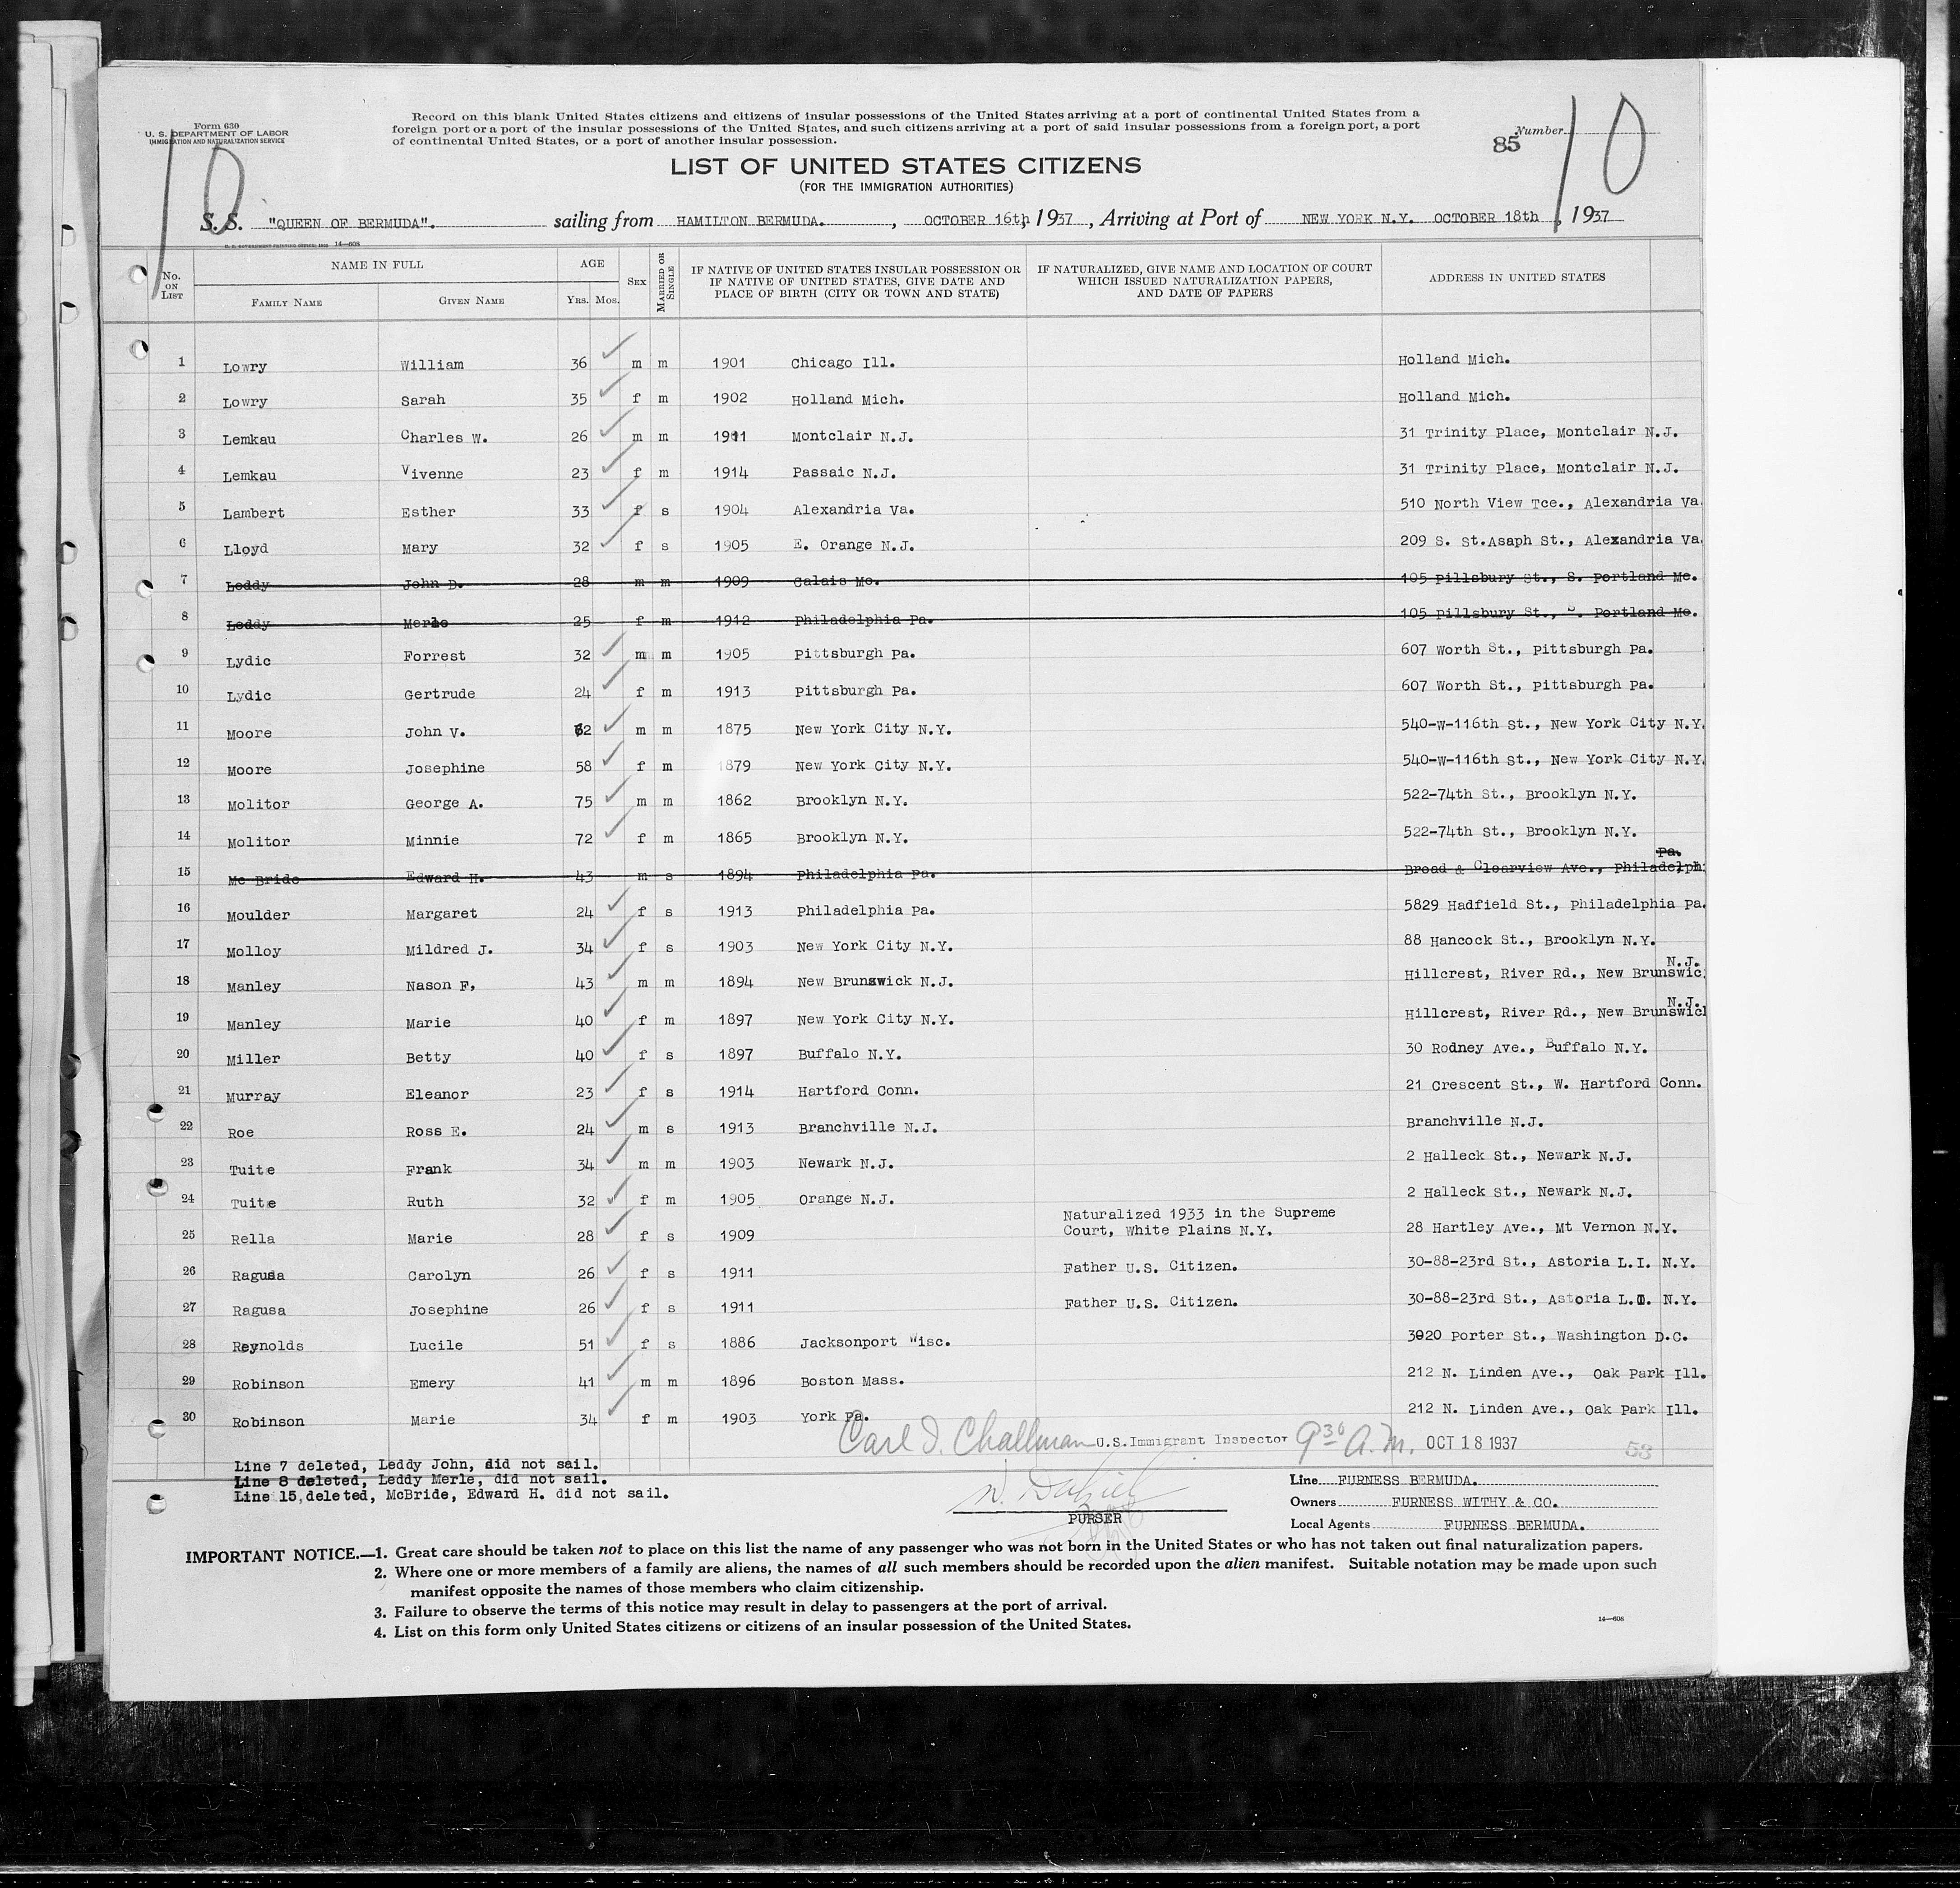 Form 630
U. S. DEPARTMENT OF LABOR
IMMIGRATION AND NATURALIZATION SERVICE
Record on this blank United States citizens and citizens of insular possessions of the United States arriving at a port of continental United States from a
foreign port or a port of the insular possessions of the United States, and such citizens arriving at a port of said insular possessions from a foreign port, a port
of continental United States, or a port of another insular possession.
10
85 Number 10
LIST OF UNITED STATES CITIZENS
(FOR THE IMMIGRATION AUTHORITIES)
S. S. "QUEEN OF BERMUDA". sailing from HAMILTON BERMUDA. , OCTOBER 16th, 1937, Arriving at Port of NEW YORK N.Y. OCTOBER 18th, 1937
U. S. GOVERNMENT PRINTING OFFICE: 14—608
No. ON LIST NAME IN FULL AGE SEX MARRIED OR SINGLE IF NATIVE OF UNITED STATES INSULAR POSSESSION OR IF NATIVE OF UNITED STATES, GIVE DATE AND PLACE OF BIRTH (CITY OR TOWN AND STATE) IF NATURALIZED, GIVE NAME AND LOCATION OF COURT WHICH ISSUED NATURALIZATION PAPERS, AND DATE OF PAPERS ADDRESS IN UNITED STATES
FAMILY NAME GIVEN NAME YRS. MOS.
1 Lowry William 36 m m 1901 Chicago Ill. Holland Mich.
2 Lowry Sarah 35 f m 1902 Holland Mich. Holland Mich.
3 Lemkau Charles W. 26 m m 1911 Montclair N.J. 31 Trinity Place, Montclair N.J.
4 Lemkau Vivenne 23 f m 1914 Passaic N.J. 31 Trinity Place, Montclair N.J.
5 Lambert Esther 33 f s 1904 Alexandria Va. 510 North View Tce., Alexandria Va.
6 Lloyd Mary 32 f s 1905 E. Orange N.J. 209 S. St.Asaph St., Alexandria Va.
7 Leddy John D. 28 m m 1909 Calais Me. 105 Pillsbury St., S. Portland Me.
8 Leddy Merle 25 f m 1912 Philadelphia Pa. 105 Pillsbury St., S. Portland Me.
9 Lydic Forrest 32 m m 1905 Pittsburgh Pa. 607 Worth St., Pittsburgh Pa.
10 Lydic Gertrude 24 f m 1913 Pittsburgh Pa. 607 Worth St., Pittsburgh Pa.
11 Moore John V. 62 m m 1875 New York City N.Y. 540-W-116th St., New York City N.Y.
12 Moore Josephine 58 f m 1879 New York City N.Y. 540-W-116th St., New York City N.Y.
13 Molitor George A. 75 m m 1862 Brooklyn N.Y. 522-74th St., Brooklyn N.Y.
14 Molitor Minnie 72 f m 1865 Brooklyn N.Y. 522-74th St., Brooklyn N.Y.
15 Mc Bride Edward H. 43 m s 1894 Philadelphia Pa. Broad & Clearview Ave., Philadelph Pa.
16 Moulder Margaret 24 f s 1913 Philadelphia Pa. 5829 Hadfield St., Philadelphia Pa.
17 Molloy Mildred J. 34 f s 1903 New York City N.Y. 88 Hancock St., Brooklyn N.Y.
18 Manley Nason F, 43 m m 1894 New Brunswick N.J. Hillcrest, River Rd., New Brunswic N.J.
19 Manley Marie 40 f m 1897 New York City N.Y. Hillcrest, River Rd., New Brunswick N.J.
20 Miller Betty 40 f s 1897 Buffalo N.Y. 30 Rodney Ave., Buffalo N.Y.
21 Murray Eleanor 23 f s 1914 Hartford Conn. 21 Crescent St., W. Hartford Conn.
22 Roe Ross E. 24 m s 1913 Branchville N.J. Branchville N.J.
23 Tuite Frank 34 m m 1903 Newark N.J. 2 Halleck St., Newark N.J.
24 Tuite Ruth 32 f m 1905 Orange N.J. 2 Halleck St., Newark N.J.
25 Rella Marie 28 f s 1909 Naturalized 1933 in the Supreme Court, White Plains N.Y. 28 Hartley Ave., Mt Vernon N.Y.
26 Ragusa Carolyn 26 f s 1911 Father U.S. Citizen. 30-88-23rd St., Astoria L.I. N.Y.
27 Ragusa Josephine 26 f s 1911 Father U.S. Citizen. 30-88-23rd St., Astoria L.I. N.Y.
28 Reynolds Lucile 51 f s 1886 Jacksonport Wisc. 3020 Porter St., Washington D.C.
29 Robinson Emery 41 m m 1896 Boston Mass. 212 N. Linden Ave., Oak Park Ill.
30 Robinson Marie 34 f m 1903 York Pa. 212 N. Linden Ave., Oak Park Ill.
Carl J. Challman U.S.Immigrant Inspector 9 30 A.M. OCT 18 1937 53
Line 7 deleted, Leddy John, did not sail.
Line 8 deleted, Leddy Merle, did not sail.
Line 15,deleted, McBride, Edward H. did not sail.
PURSER
Line FURNESS BERMUDA.
Owners FURNESS WITHY & CO.
Local Agents FURNESS BERMUDA.
IMPORTANT NOTICE.—1. Great care should be taken not to place on this list the name of any passenger who was not born in the United States or who has not taken out final naturalization papers.
2. Where one or more members of a family are aliens, the names of all such members should be recorded upon the alien manifest. Suitable notation may be made upon such
manifest opposite the names of those members who claim citizenship.
3. Failure to observe the terms of this notice may result in delay to passengers at the port of arrival.
4. List on this form only United States citizens or citizens of an insular possession of the United States.
14—608